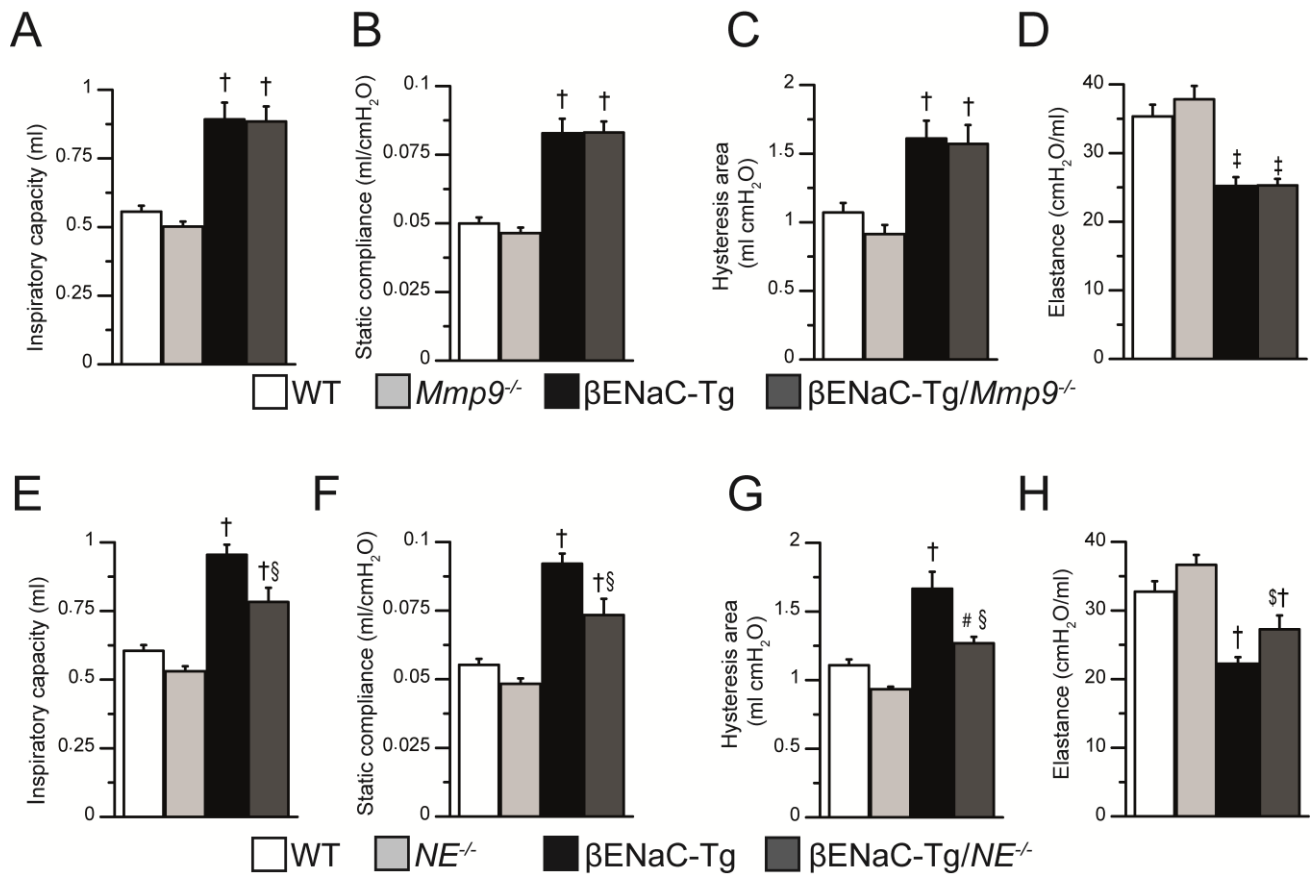 A
B
C
D
Inspiratory capacity (ml)
1
0.75
0.5
0.25
0
† †
Static compliance (ml/cmH₂O)
0.1
0.075
0.05
0.025
0
† †
Hysteresis area
(ml cmH₂O)
2
1.5
1
0.5
0
† †
Elastance (cmH₂O/ml)
40
30
20
10
0
‡ ‡
WT Mmp9-/- βENaC-Tg βENaC-Tg/Mmp9-/-
E
F
G
H
Inspiratory capacity (ml)
1
0.75
0.5
0.25
0
† †§
Static compliance (ml/cmH₂O)
0.1
0.075
0.05
0.025
0
† †§
Hysteresis area
(ml cmH₂O)
2
1.5
1
0.5
0
† # §
Elastance (cmH₂O/ml)
40
30
20
10
0
† $†
WT NE-/- βENaC-Tg βENaC-Tg/NE-/-